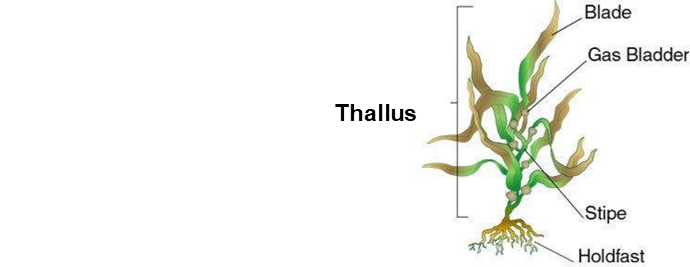 Blade
Gas Bladder
Thallus
Stipe
Holdfast